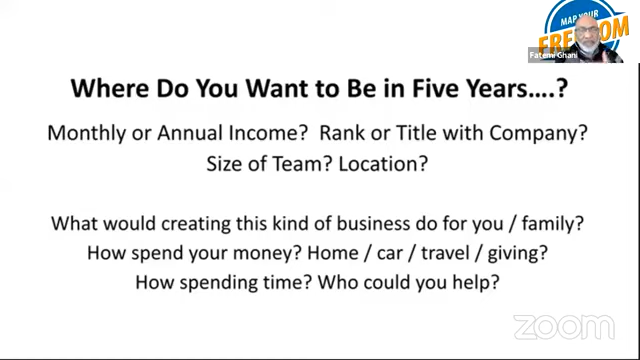 MAP YOUR
FREEDOM
Fatemi Ghani
Where Do You Want to Be in Five Years....?
Monthly or Annual Income?  Rank or Title with Company?
Size of Team? Location?
What would creating this kind of business do for you / family?
How spend your money? Home / car / travel / giving?
How spending time? Who could you help?
zoom